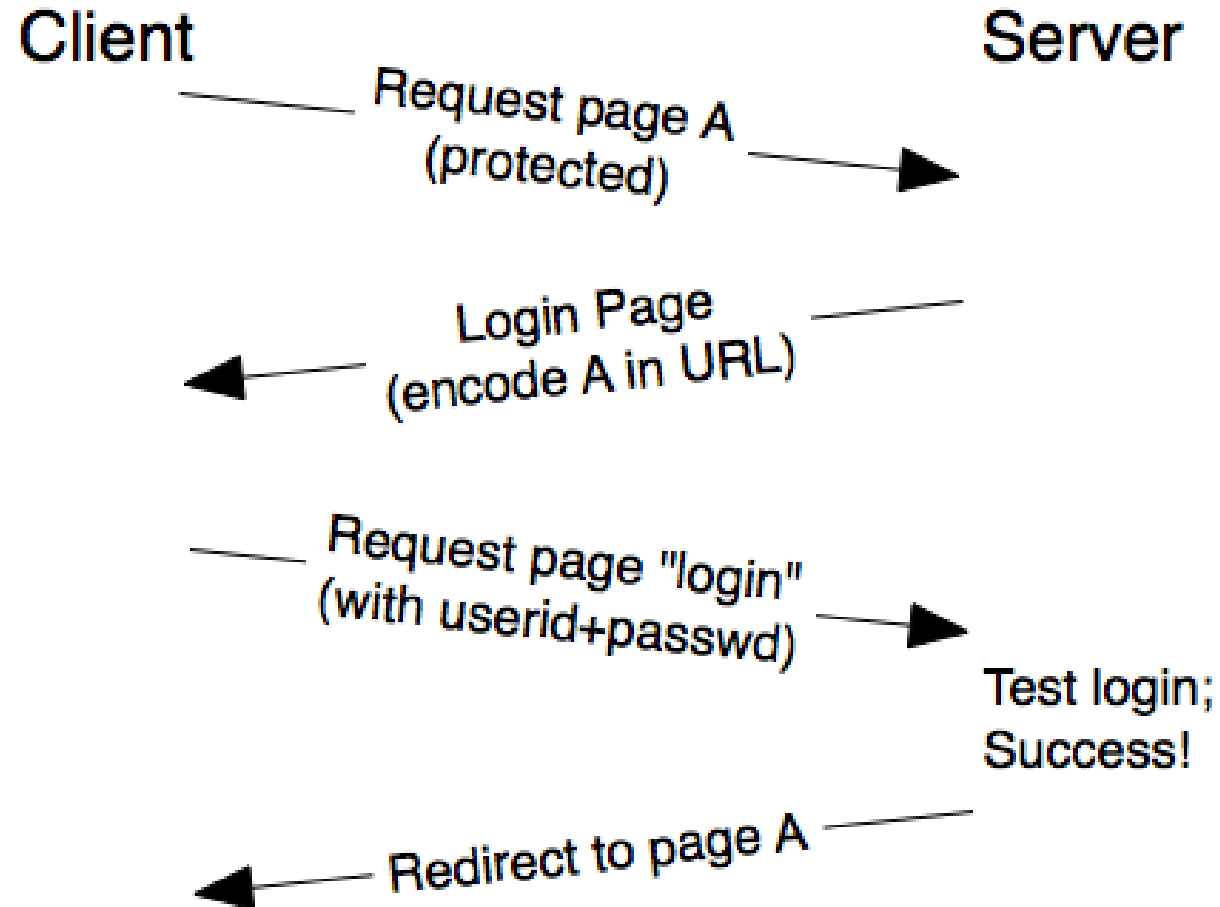 Client
Server
Request page A
(protected)
Login Page
(encode A in URL)
Request page "login"
(with userid+passwd)
Test login;
Success!
Redirect to page A